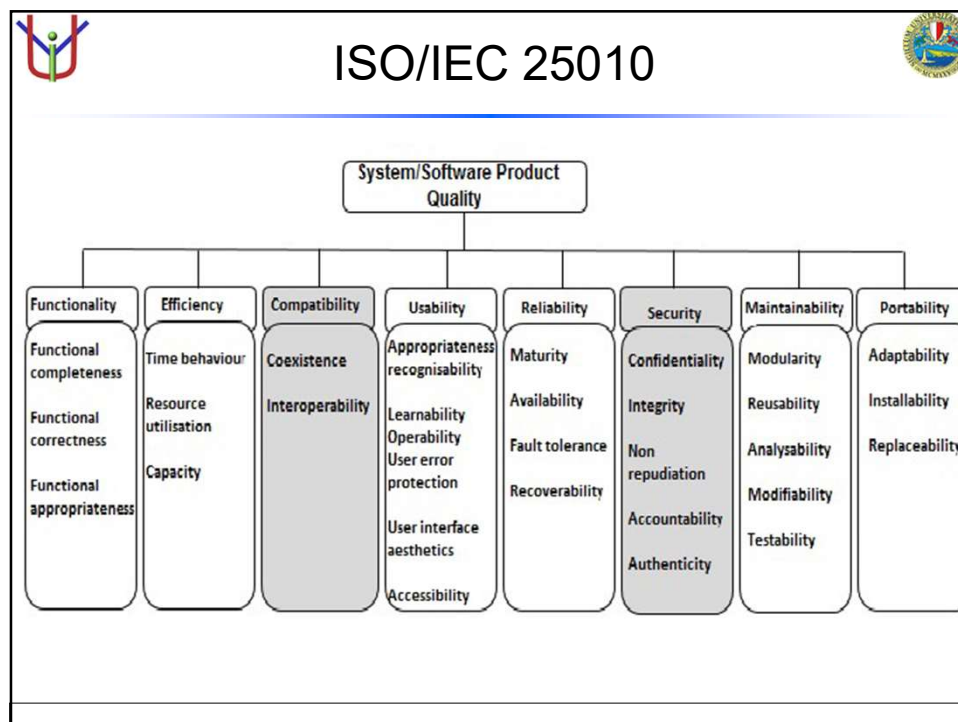 ISO/IEC 25010
System/Software Product
Quality
Functionality
Functional
completeness
Functional
correctness
Functional
appropriateness
Efficiency
Time behaviour
Resource
utilisation
Capacity
Compatibility
Coexistence
Interoperability
Usability
Appropriateness
recognisability
Learnability
Operability
User error
protection
User interface
aesthetics
Accessibility
Reliability
Maturity
Availability
Fault tolerance
Recoverability
Security
Confidentiality
Integrity
Non
repudiation
Accountability
Authenticity
Maintainability
Modularity
Reusability
Analysability
Modifiability
Testability
Portability
Adaptability
Installability
Replaceability